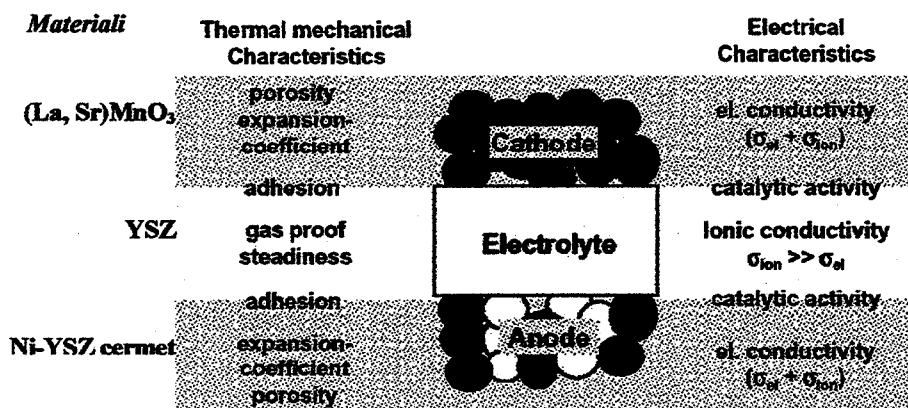 Materiali
Thermal mechanical
Characteristics
Electrical
Characteristics
(La, Sr)MnO₃
porosity
expansion-
coefficient
Cathode
el. conductivity
(σel + σion)
adhesion
catalytic activity
YSZ
gas proof
steadiness
Electrolyte
Ionic conductivity
σion >> σel
adhesion
catalytic activity
Ni-YSZ cermet
expansion-
coefficient
porosity
Anode
el. conductivity
(σel + σion)